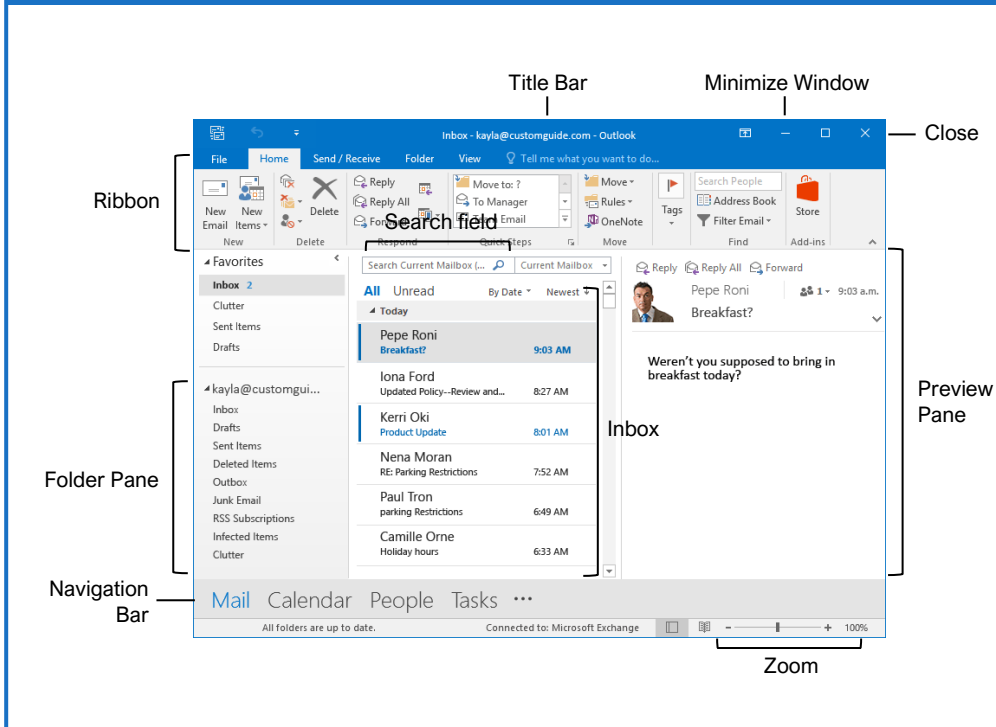 Title Bar
Minimize Window
Close
Inbox - kayla@customguide.com - Outlook
File Home Send / Receive Folder View Tell me what you want to do...
Ribbon
New Email
New Items
Delete
Reply
Reply All
Forward
Move to: ?
To Manager
Team Email
Move
Rules
OneNote
Tags
Search People
Address Book
Filter Email
Store
New Delete Respond Quick Steps Move Find Add-ins
Search field
Favorites
Inbox 2
Clutter
Sent Items
Drafts
kayla@customgui...
Inbox
Drafts
Sent Items
Deleted Items
Outbox
Junk Email
RSS Subscriptions
Infected Items
Clutter
Folder Pane
Search Current Mailbox (... Current Mailbox
All Unread By Date Newest
Today
Pepe Roni
Breakfast? 9:03 AM
Iona Ford
Updated Policy--Review and... 8:27 AM
Kerri Oki
Product Update 8:01 AM
Nena Moran
RE: Parking Restrictions 7:52 AM
Paul Tron
parking Restrictions 6:49 AM
Camille Orne
Holiday hours 6:33 AM
Inbox
Reply Reply All Forward
Pepe Roni 1 9:03 a.m.
Breakfast?
Weren't you supposed to bring in
breakfast today?
Preview
Pane
Navigation
Bar
Mail Calendar People Tasks •••
All folders are up to date. Connected to: Microsoft Exchange - + 100%
Zoom